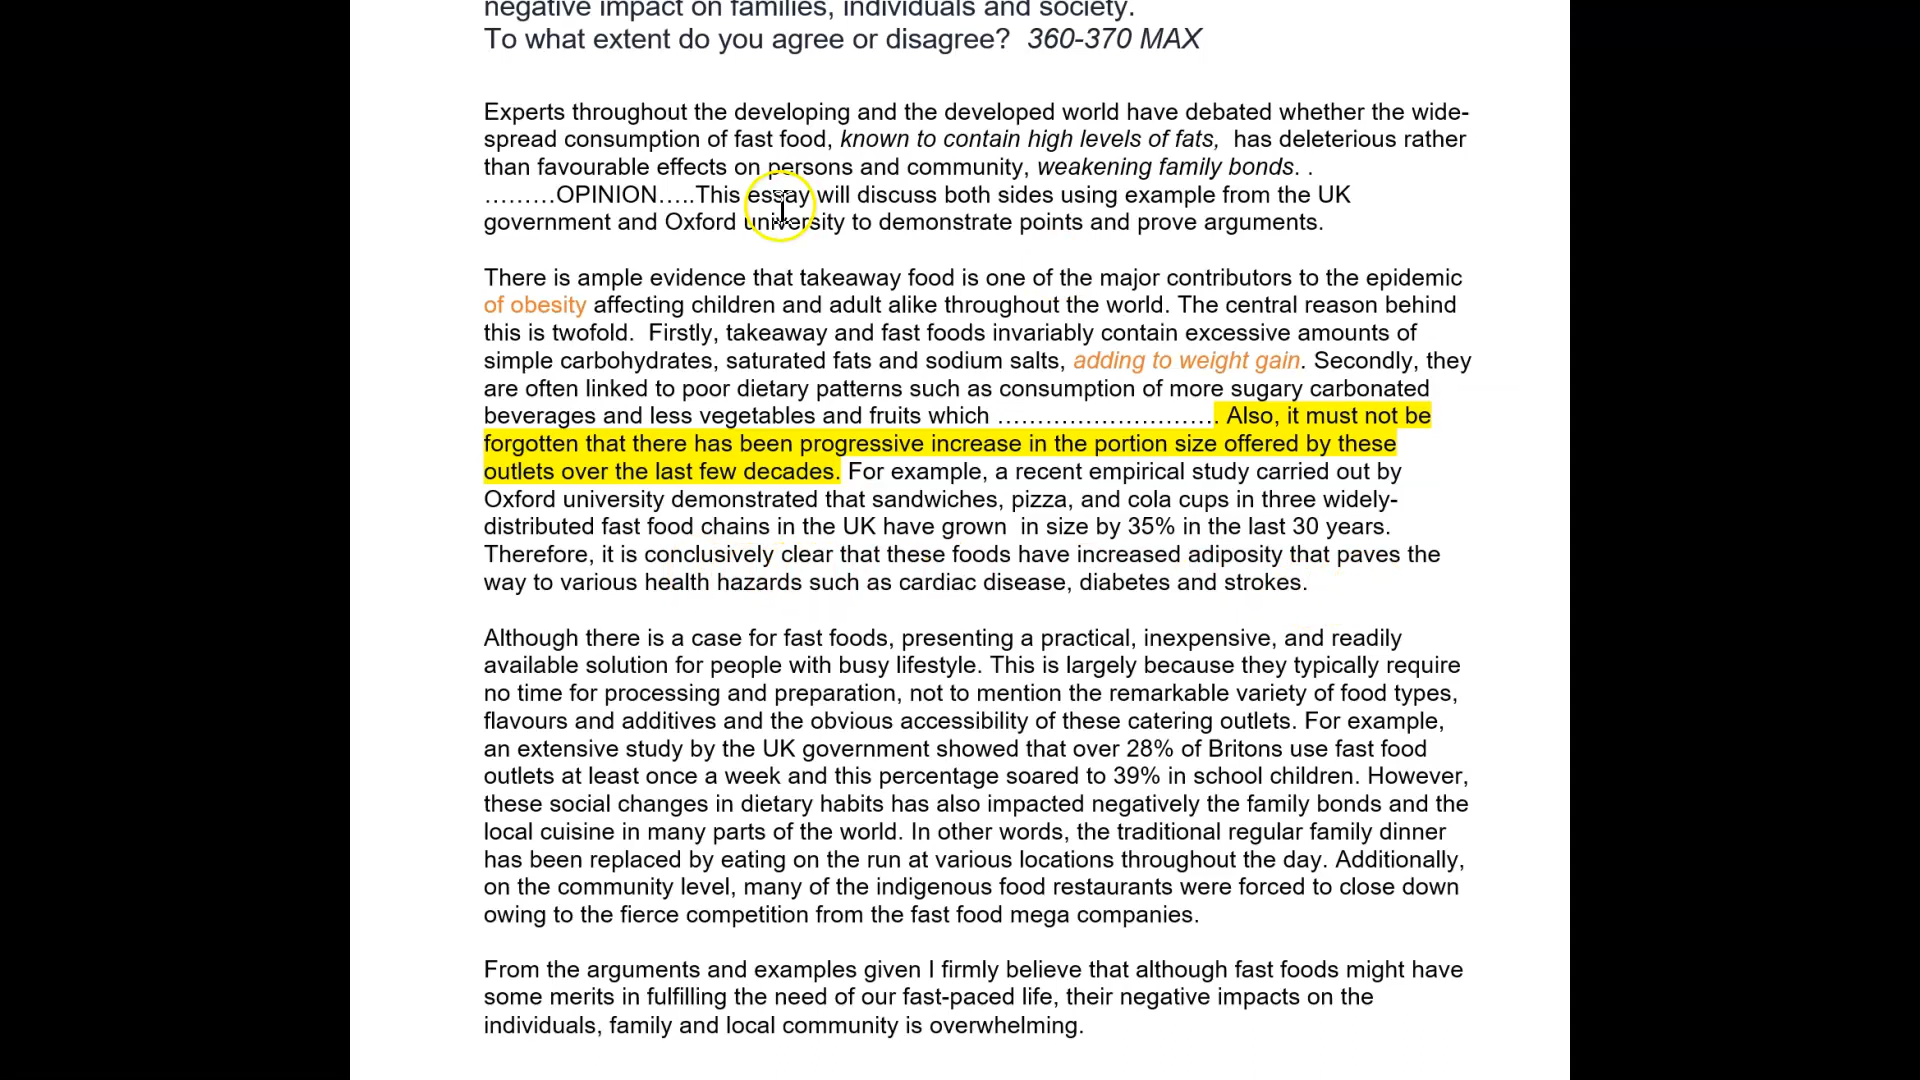 negative impact on families, individuals and society.
To what extent do you agree or disagree?  360-370 MAX
Experts throughout the developing and the developed world have debated whether the wide-
spread consumption of fast food, known to contain high levels of fats,  has deleterious rather
than favourable effects on persons and community, weakening family bonds. .
………OPINION…..This essay will discuss both sides using example from the UK
government and Oxford university to demonstrate points and prove arguments.
There is ample evidence that takeaway food is one of the major contributors to the epidemic
of obesity affecting children and adult alike throughout the world. The central reason behind
this is twofold.  Firstly, takeaway and fast foods invariably contain excessive amounts of
simple carbohydrates, saturated fats and sodium salts, adding to weight gain. Secondly, they
are often linked to poor dietary patterns such as consumption of more sugary carbonated
beverages and less vegetables and fruits which ………………………. Also, it must not be
forgotten that there has been progressive increase in the portion size offered by these
outlets over the last few decades. For example, a recent empirical study carried out by
Oxford university demonstrated that sandwiches, pizza, and cola cups in three widely-
distributed fast food chains in the UK have grown  in size by 35% in the last 30 years.
Therefore, it is conclusively clear that these foods have increased adiposity that paves the
way to various health hazards such as cardiac disease, diabetes and strokes.
Although there is a case for fast foods, presenting a practical, inexpensive, and readily
available solution for people with busy lifestyle. This is largely because they typically require
no time for processing and preparation, not to mention the remarkable variety of food types,
flavours and additives and the obvious accessibility of these catering outlets. For example,
an extensive study by the UK government showed that over 28% of Britons use fast food
outlets at least once a week and this percentage soared to 39% in school children. However,
these social changes in dietary habits has also impacted negatively the family bonds and the
local cuisine in many parts of the world. In other words, the traditional regular family dinner
has been replaced by eating on the run at various locations throughout the day. Additionally,
on the community level, many of the indigenous food restaurants were forced to close down
owing to the fierce competition from the fast food mega companies.
From the arguments and examples given I firmly believe that although fast foods might have
some merits in fulfilling the need of our fast-paced life, their negative impacts on the
individuals, family and local community is overwhelming.